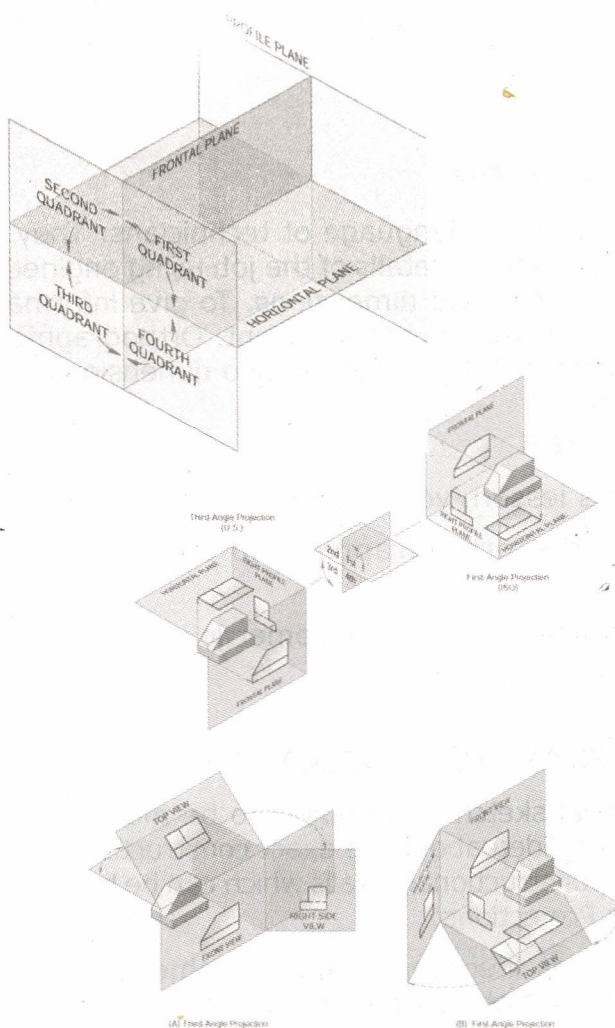 PROFILE PLANE
FRONTAL PLANE
SECOND
QUADRANT
FIRST
QUADRANT
THIRD
QUADRANT
FOURTH
QUADRANT
HORIZONTAL PLANE
Third-Angle Projection
(U.S.)
FRONTAL PLANE
RIGHT PROFILE
PLANE
HORIZONTAL PLANE
First-Angle Projection
(ISO)
2nd
1st
3rd
4th
HORIZONTAL PLANE
RIGHT PROFILE
PLANE
FRONTAL PLANE
TOP VIEW
FRONT VIEW
RIGHT SIDE
VIEW
FRONT VIEW
TOP VIEW
(A) Third-Angle Projection
(B) First-Angle Projection